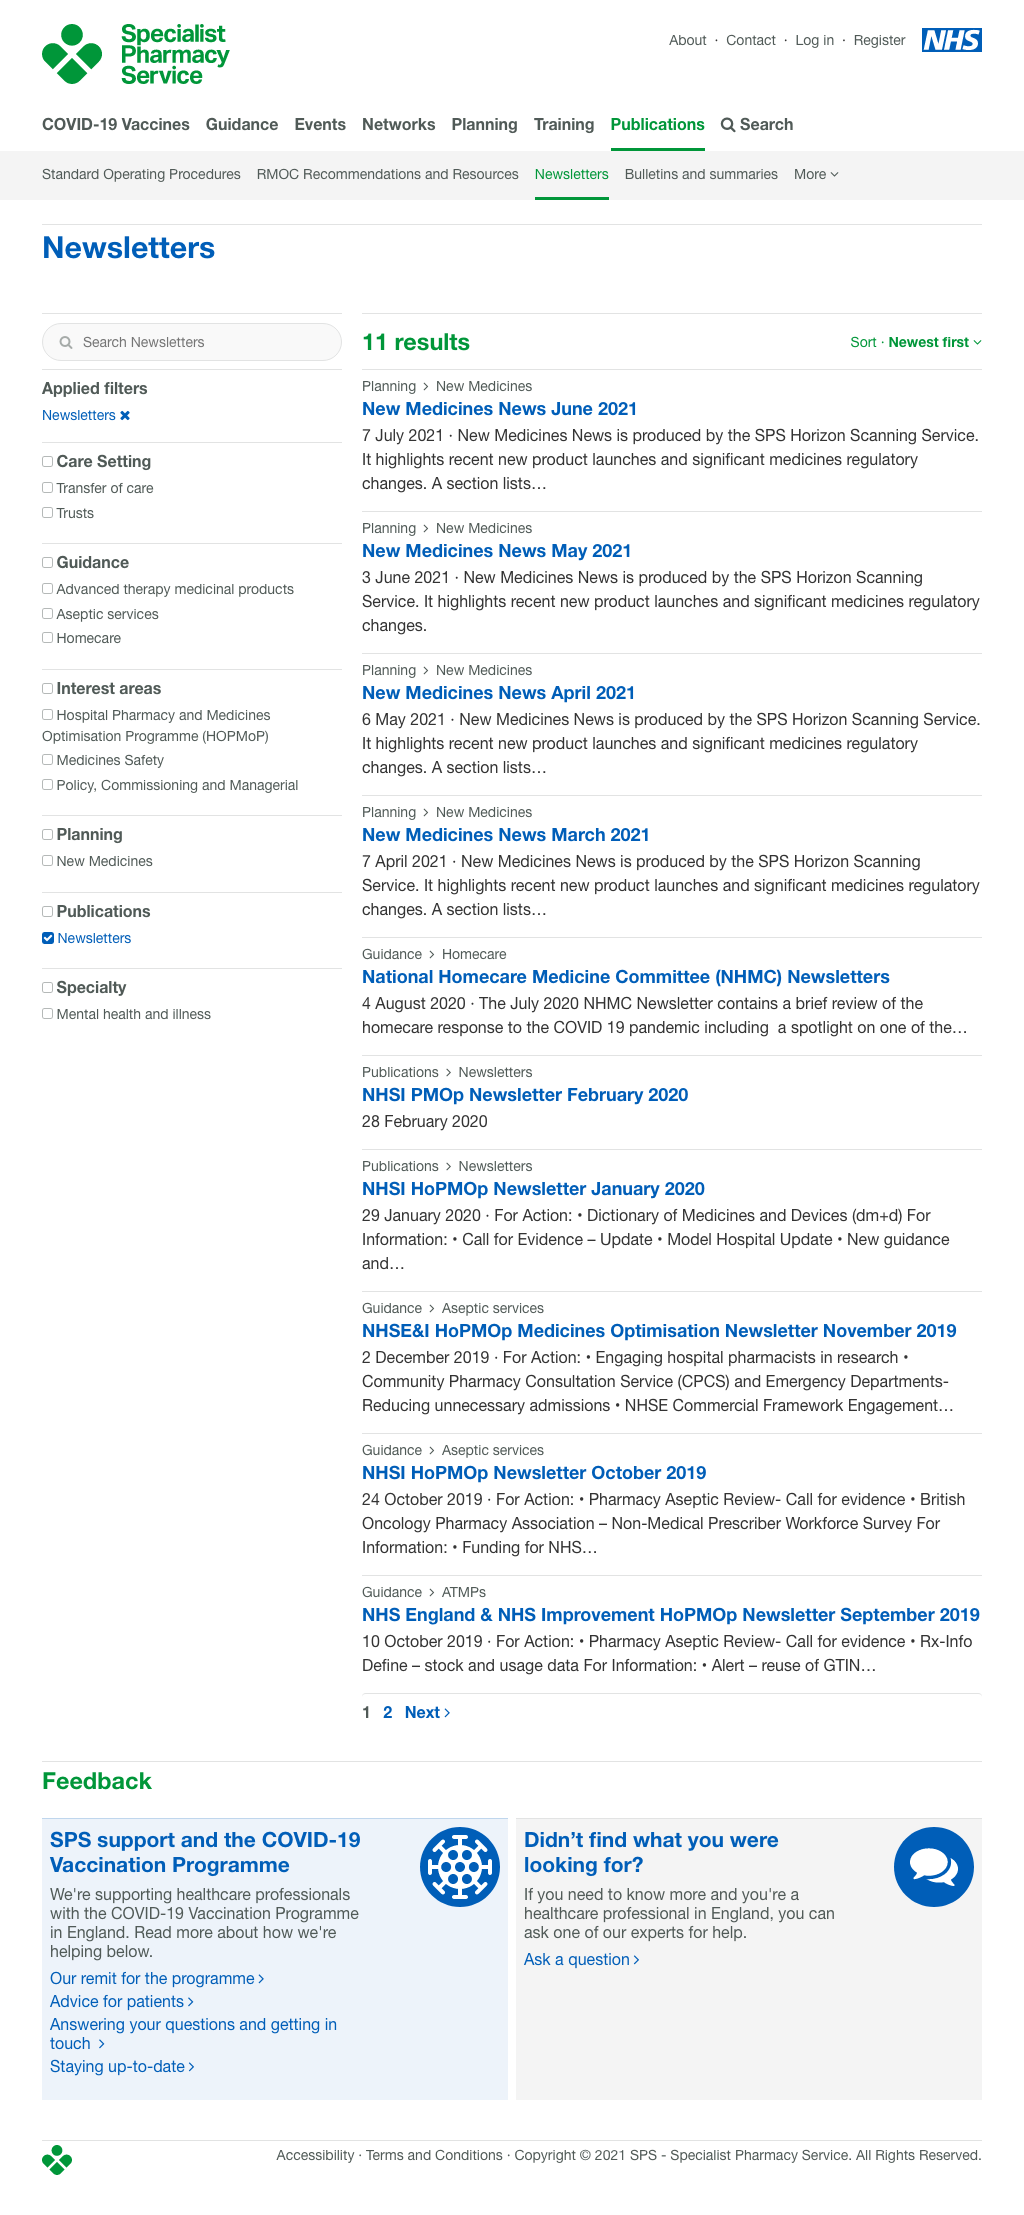 Specialist
Pharmacy
Service
About · Contact · Log in · Register
NHS
COVID-19 Vaccines Guidance Events Networks Planning Training Publications Search
Standard Operating Procedures RMOC Recommendations and Resources Newsletters Bulletins and summaries More
Newsletters
Search Newsletters
Applied filters
Newsletters ✖
Care Setting
Transfer of care
Trusts
Guidance
Advanced therapy medicinal products
Aseptic services
Homecare
Interest areas
Hospital Pharmacy and Medicines
Optimisation Programme (HOPMoP)
Medicines Safety
Policy, Commissioning and Managerial
Planning
New Medicines
Publications
Newsletters
Specialty
Mental health and illness
11 results
Sort · Newest first
Planning > New Medicines
New Medicines News June 2021
7 July 2021 · New Medicines News is produced by the SPS Horizon Scanning Service.
It highlights recent new product launches and significant medicines regulatory
changes. A section lists…
Planning > New Medicines
New Medicines News May 2021
3 June 2021 · New Medicines News is produced by the SPS Horizon Scanning
Service. It highlights recent new product launches and significant medicines regulatory
changes.
Planning > New Medicines
New Medicines News April 2021
6 May 2021 · New Medicines News is produced by the SPS Horizon Scanning Service.
It highlights recent new product launches and significant medicines regulatory
changes. A section lists…
Planning > New Medicines
New Medicines News March 2021
7 April 2021 · New Medicines News is produced by the SPS Horizon Scanning
Service. It highlights recent new product launches and significant medicines regulatory
changes. A section lists…
Guidance > Homecare
National Homecare Medicine Committee (NHMC) Newsletters
4 August 2020 · The July 2020 NHMC Newsletter contains a brief review of the
homecare response to the COVID 19 pandemic including a spotlight on one of the…
Publications > Newsletters
NHSI PMOp Newsletter February 2020
28 February 2020
Publications > Newsletters
NHSI HoPMOp Newsletter January 2020
29 January 2020 · For Action: • Dictionary of Medicines and Devices (dm+d) For
Information: • Call for Evidence – Update • Model Hospital Update • New guidance
and…
Guidance > Aseptic services
NHSE&I HoPMOp Medicines Optimisation Newsletter November 2019
2 December 2019 · For Action: • Engaging hospital pharmacists in research •
Community Pharmacy Consultation Service (CPCS) and Emergency Departments-
Reducing unnecessary admissions • NHSE Commercial Framework Engagement…
Guidance > Aseptic services
NHSI HoPMOp Newsletter October 2019
24 October 2019 · For Action: • Pharmacy Aseptic Review- Call for evidence • British
Oncology Pharmacy Association – Non-Medical Prescriber Workforce Survey For
Information: • Funding for NHS…
Guidance > ATMPs
NHS England & NHS Improvement HoPMOp Newsletter September 2019
10 October 2019 · For Action: • Pharmacy Aseptic Review- Call for evidence • Rx-Info
Define – stock and usage data For Information: • Alert – reuse of GTIN…
1 2 Next >
Feedback
SPS support and the COVID-19
Vaccination Programme
We're supporting healthcare professionals
with the COVID-19 Vaccination Programme
in England. Read more about how we're
helping below.
Our remit for the programme >
Advice for patients >
Answering your questions and getting in
touch >
Staying up-to-date >
Didn’t find what you were
looking for?
If you need to know more and you're a
healthcare professional in England, you can
ask one of our experts for help.
Ask a question >
Accessibility · Terms and Conditions · Copyright © 2021 SPS - Specialist Pharmacy Service. All Rights Reserved.